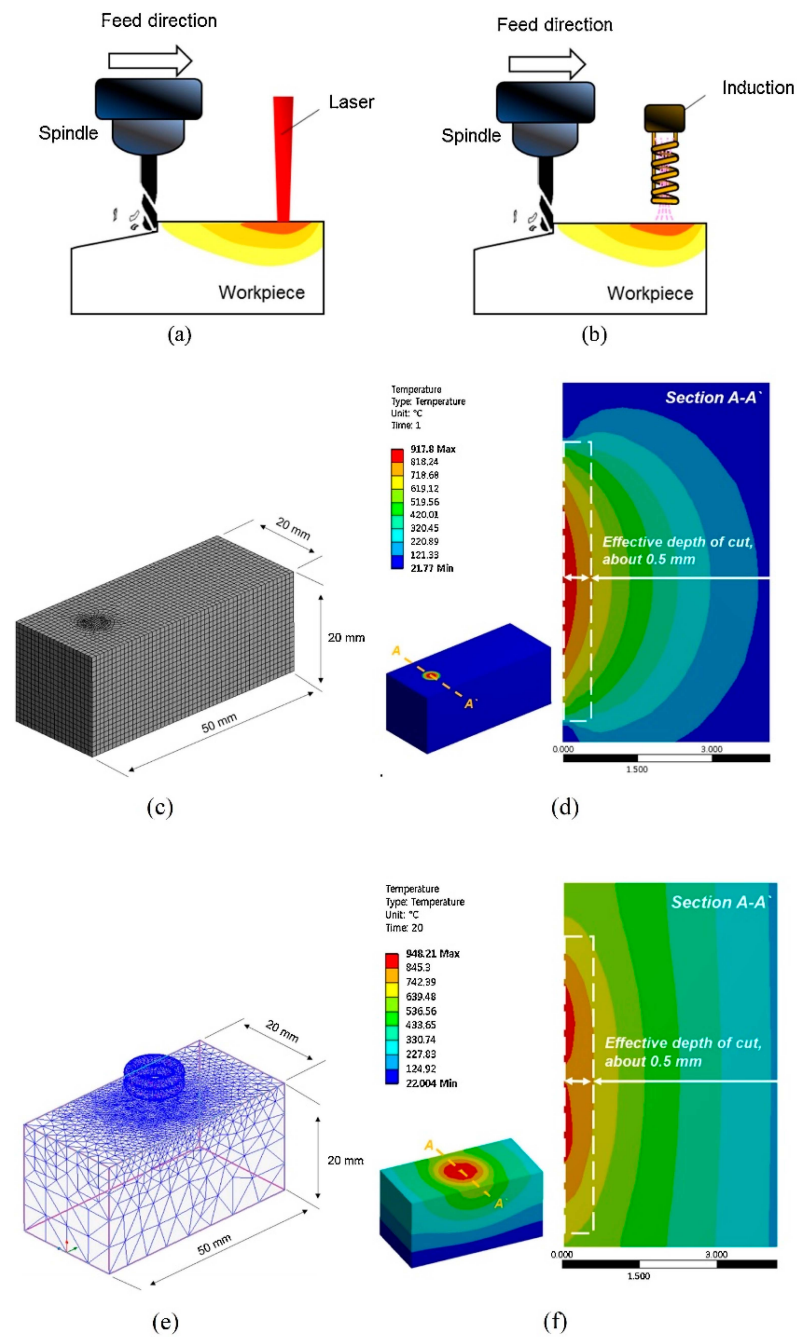 Feed direction
Spindle
Laser
Workpiece
(a)
Feed direction
Spindle
Induction
Workpiece
(b)
20 mm
20 mm
50 mm
(c)
Temperature
Type: Temperature
Unit: °C
Time: 1
917.8 Max
818.24
718.68
619.12
519.56
420.01
320.45
220.89
121.33
21.77 Min
A
A`
Section A-A`
Effective depth of cut,
about 0.5 mm
0.000
3.000
1.500
(d)
20 mm
20 mm
50 mm
(e)
Temperature
Type: Temperature
Unit: °C
Time: 20
948.21 Max
845.3
742.39
639.48
536.56
433.65
330.74
227.83
124.92
22.004 Min
A
A`
Section A-A`
Effective depth of cut,
about 0.5 mm
0.000
3.000
1.500
(f)